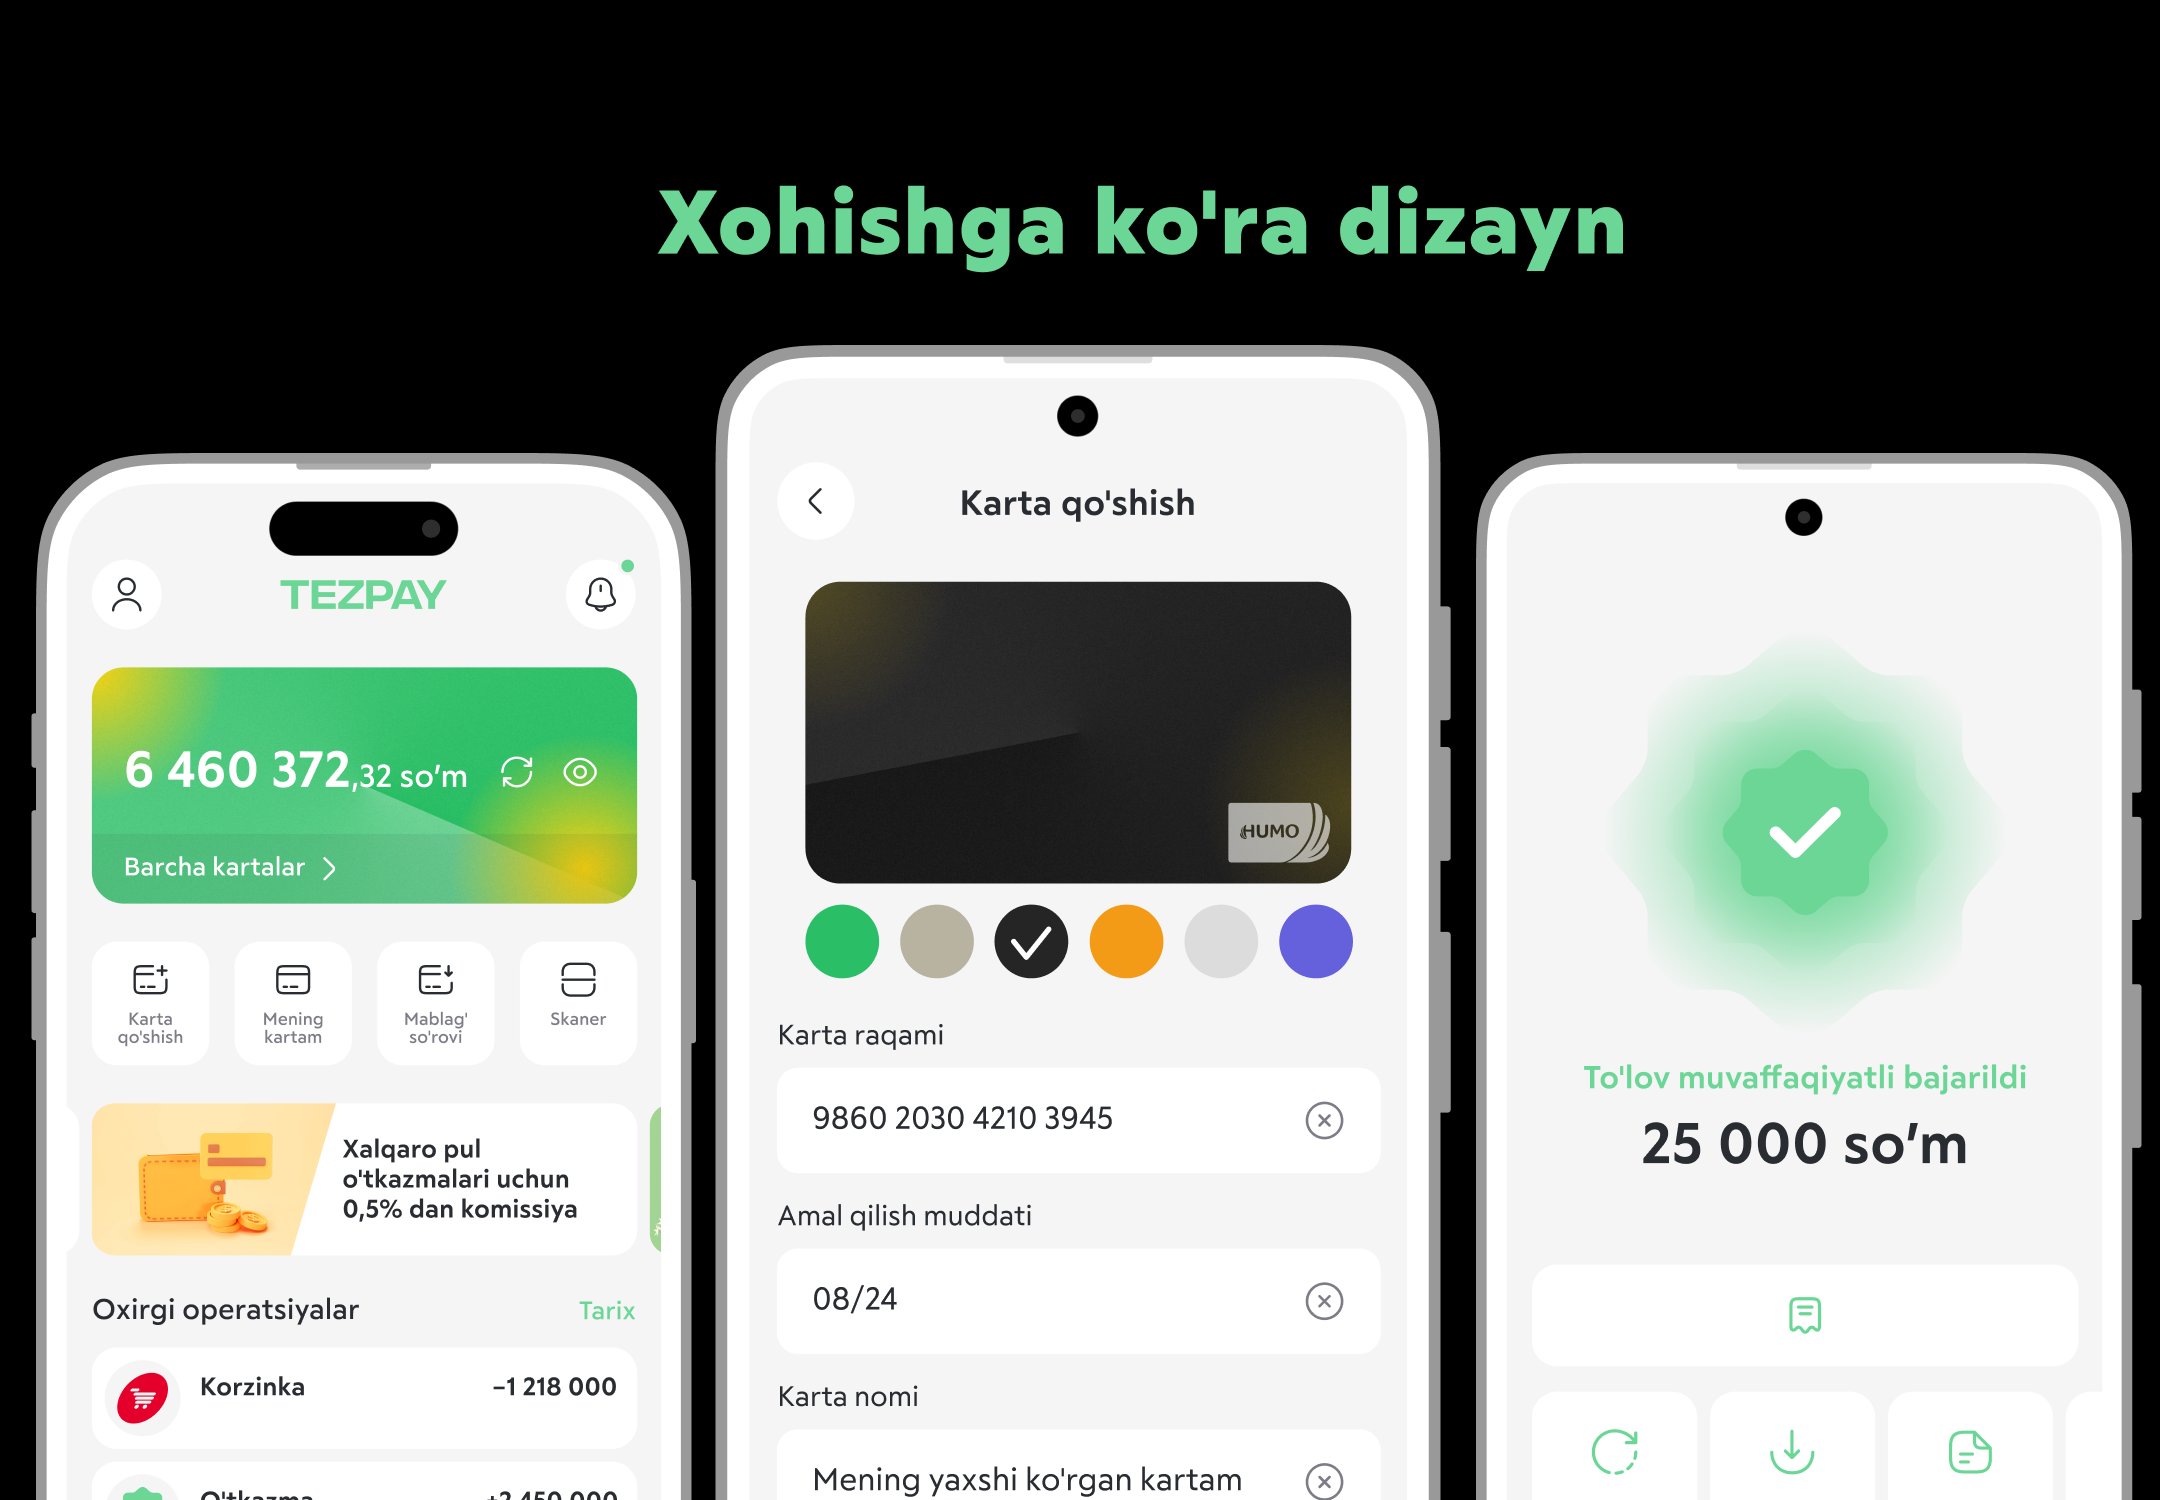 Xohishga ko'ra dizayn
TEZPAY
6 460 372,32 so‘m
Barcha kartalar
Karta
qo'shish
Mening
kartam
Mablag'
so'rovi
Skaner
Xalqaro pul
o'tkazmalari uchun
0,5% dan komissiya
Oxirgi operatsiyalar
Tarix
Korzinka
–1 218 000
O'tkazma
+2 450 000
Karta qo'shish
HUMO
Karta raqami
9860 2030 4210 3945
Amal qilish muddati
08/24
Karta nomi
Mening yaxshi ko'rgan kartam
To'lov muvaffaqiyatli bajarildi
25 000 so‘m